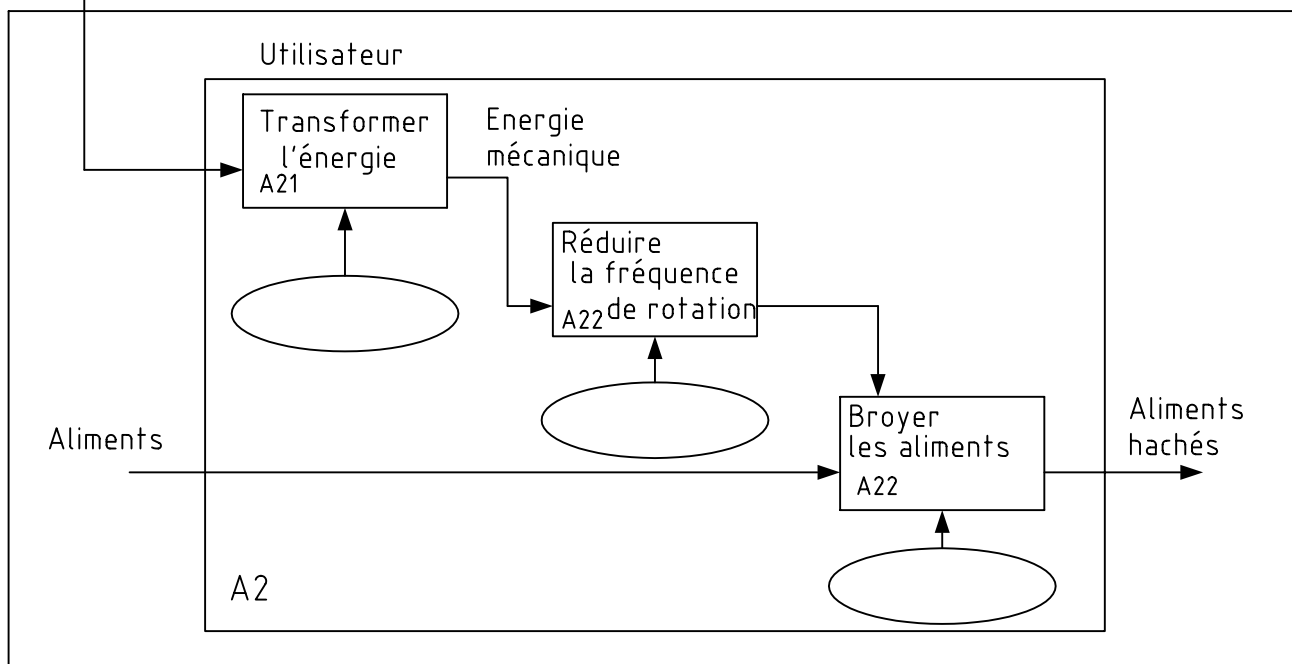 Utilisateur
Transformer
l'énergie
A21
Energie
mécanique
Réduire
la fréquence
A22 de rotation
Aliments
Broyer
les aliments
A22
Aliments
hachés
A2